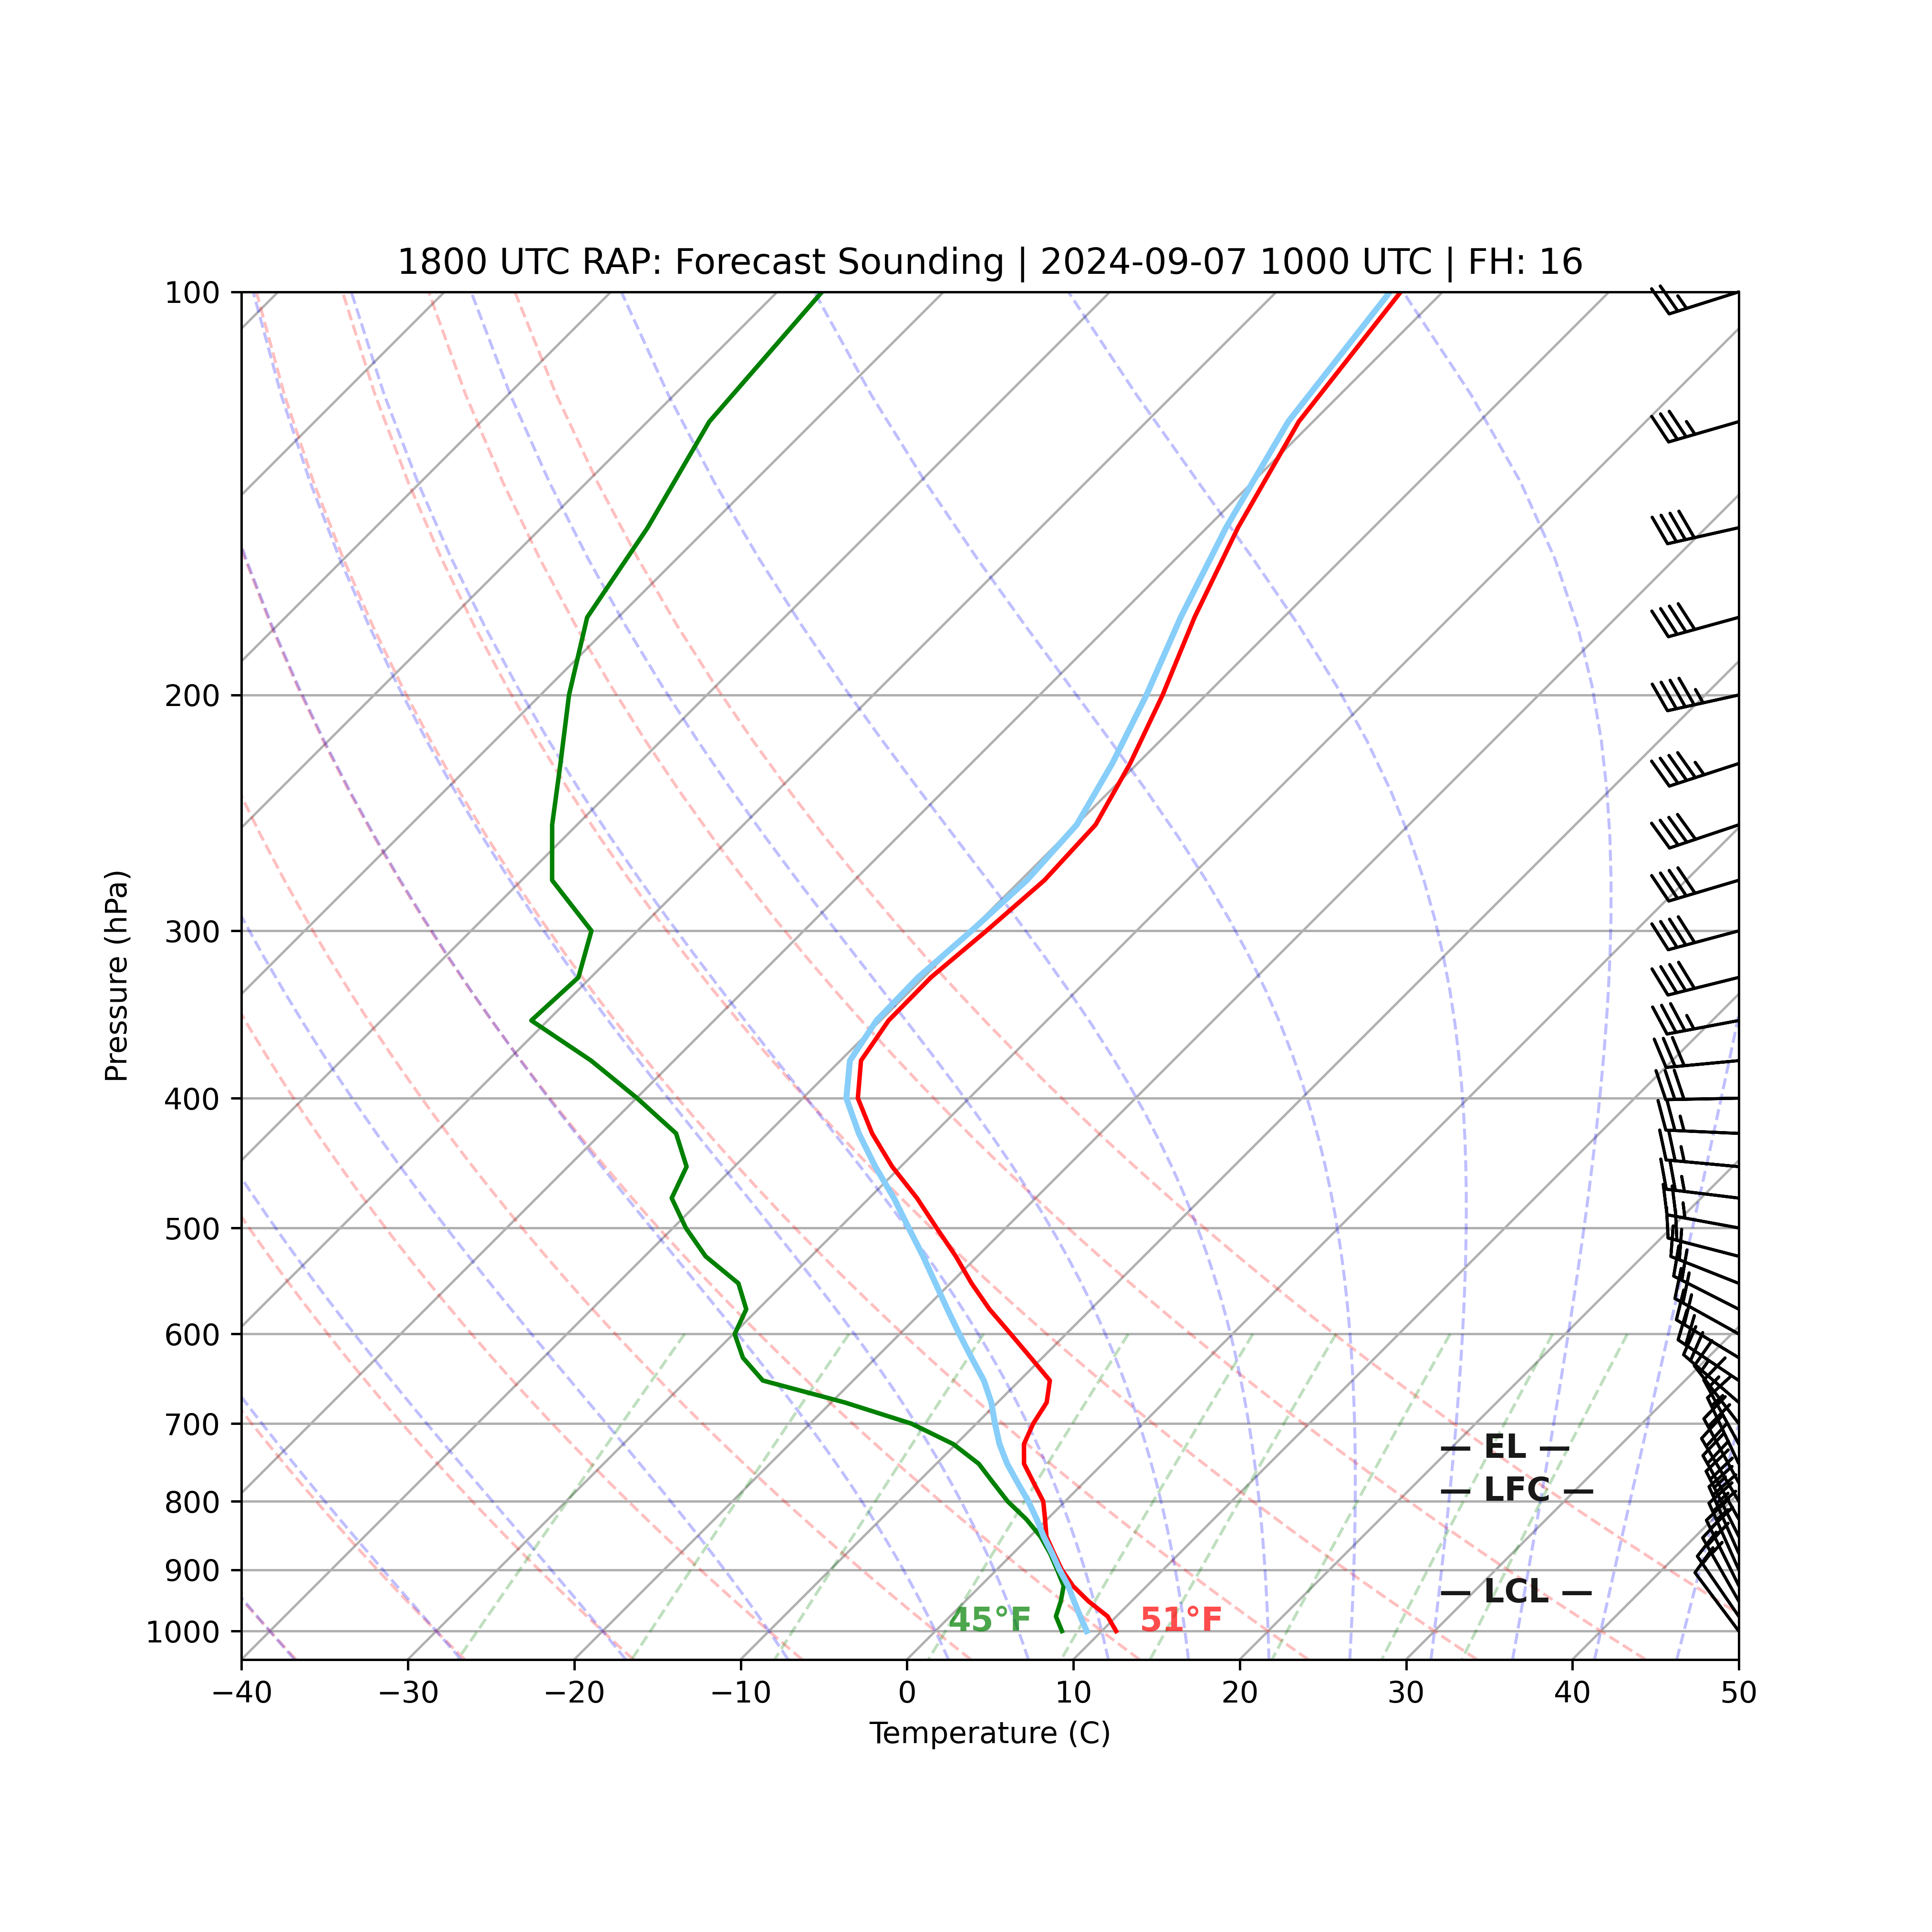 1800 UTC RAP: Forecast Sounding | 2024-09-07 1000 UTC | FH: 16
100
200
300
400
500
600
700
800
900
1000
Pressure (hPa)
— EL —
— LFC —
— LCL —
45°F
51°F
−40 −30 −20 −10 0 10 20 30 40 50
Temperature (C)